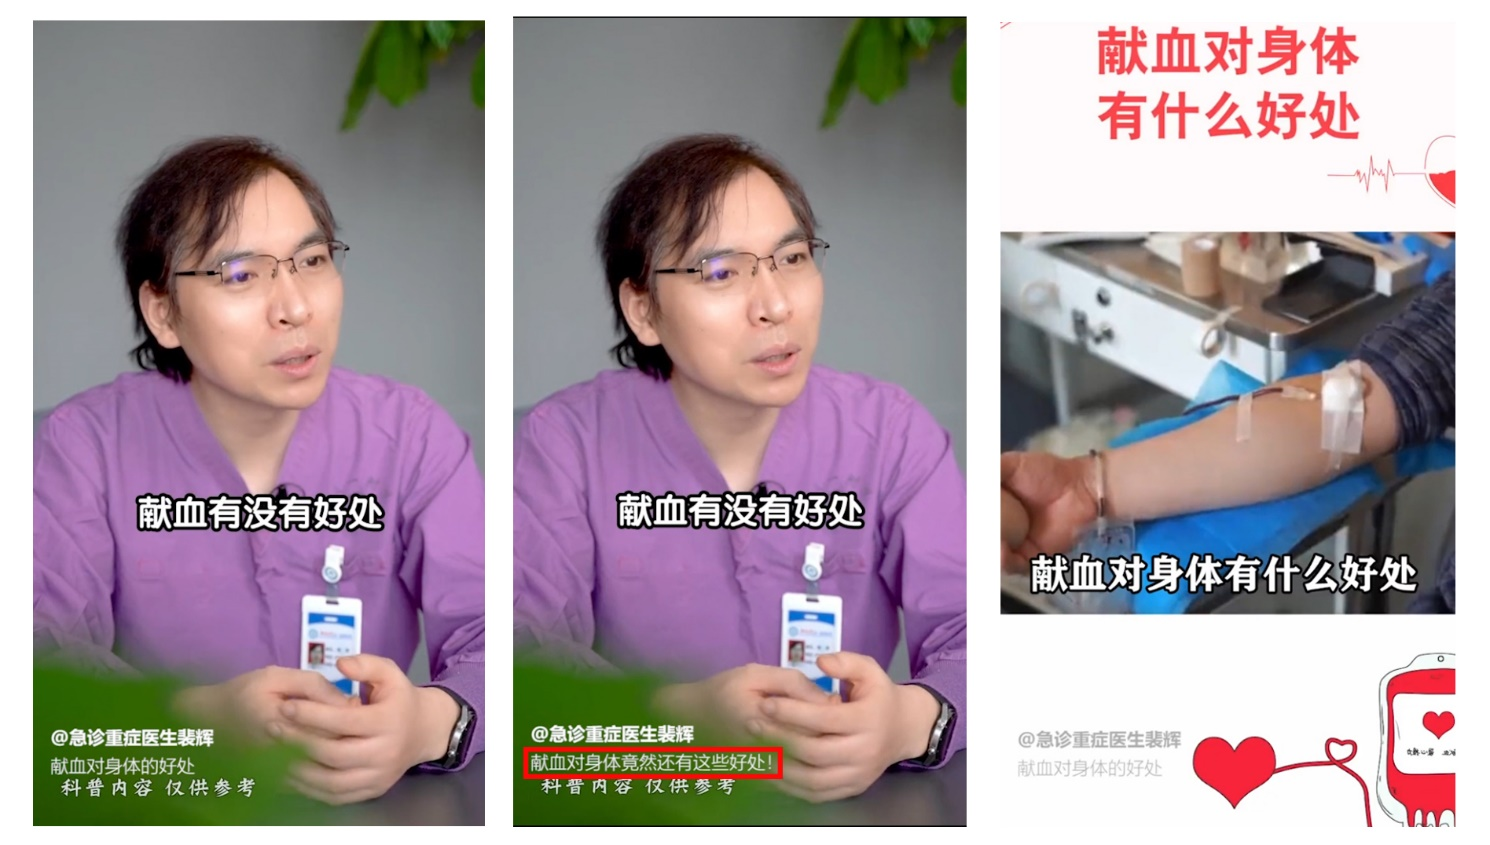 献血有没有好处
@急诊重症医生裴辉
献血对身体的好处
科普内容 仅供参考
献血有没有好处
@急诊重症医生裴辉
献血对身体竟然还有这些好处!
科普内容 仅供参考
献血对身体
有什么好处
献血对身体有什么好处
@急诊重症医生裴辉
献血对身体的好处